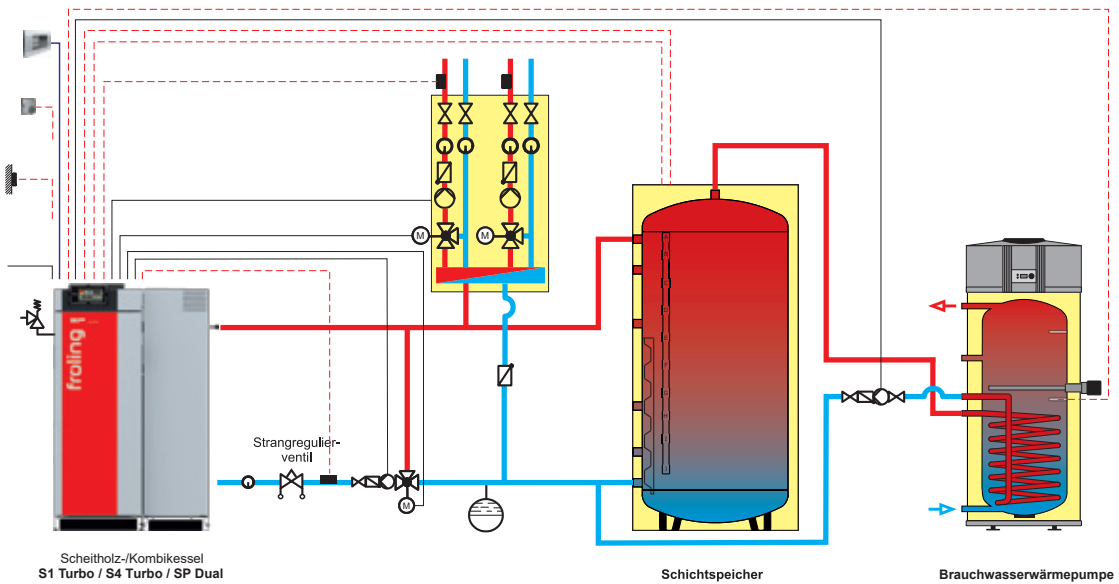 M
M
froling
Strangregulier-
ventil
M
Scheitholz-/Kombikessel
S1 Turbo / S4 Turbo / SP Dual
Schichtspeicher
Brauchwasserwärmepumpe